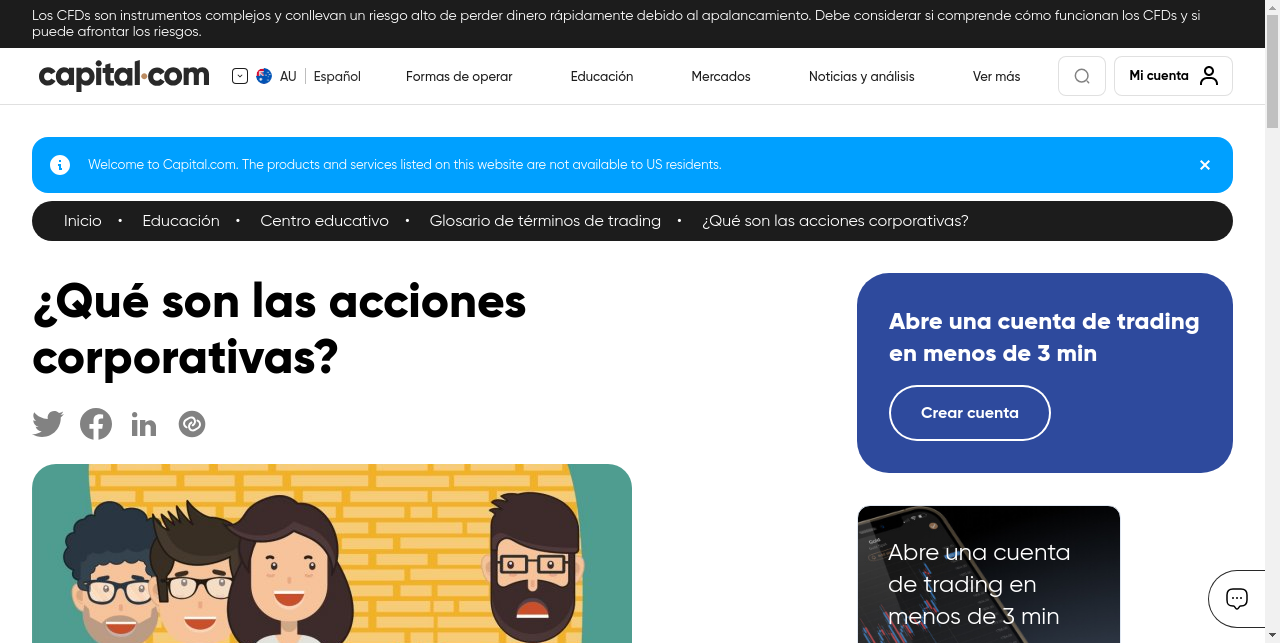 Los CFDs son instrumentos complejos y conllevan un riesgo alto de perder dinero rápidamente debido al apalancamiento. Debe considerar si comprende cómo funcionan los CFDs y si
puede afrontar los riesgos.
capital.com
AU
Español
Formas de operar
Educación
Mercados
Noticias y análisis
Ver más
Mi cuenta
Welcome to Capital.com. The products and services listed on this website are not available to US residents.
Inicio • Educación • Centro educativo • Glosario de términos de trading • ¿Qué son las acciones corporativas?
¿Qué son las acciones
corporativas?
Abre una cuenta de trading
en menos de 3 min
Crear cuenta
Abre una cuenta
de trading en
menos de 3 min